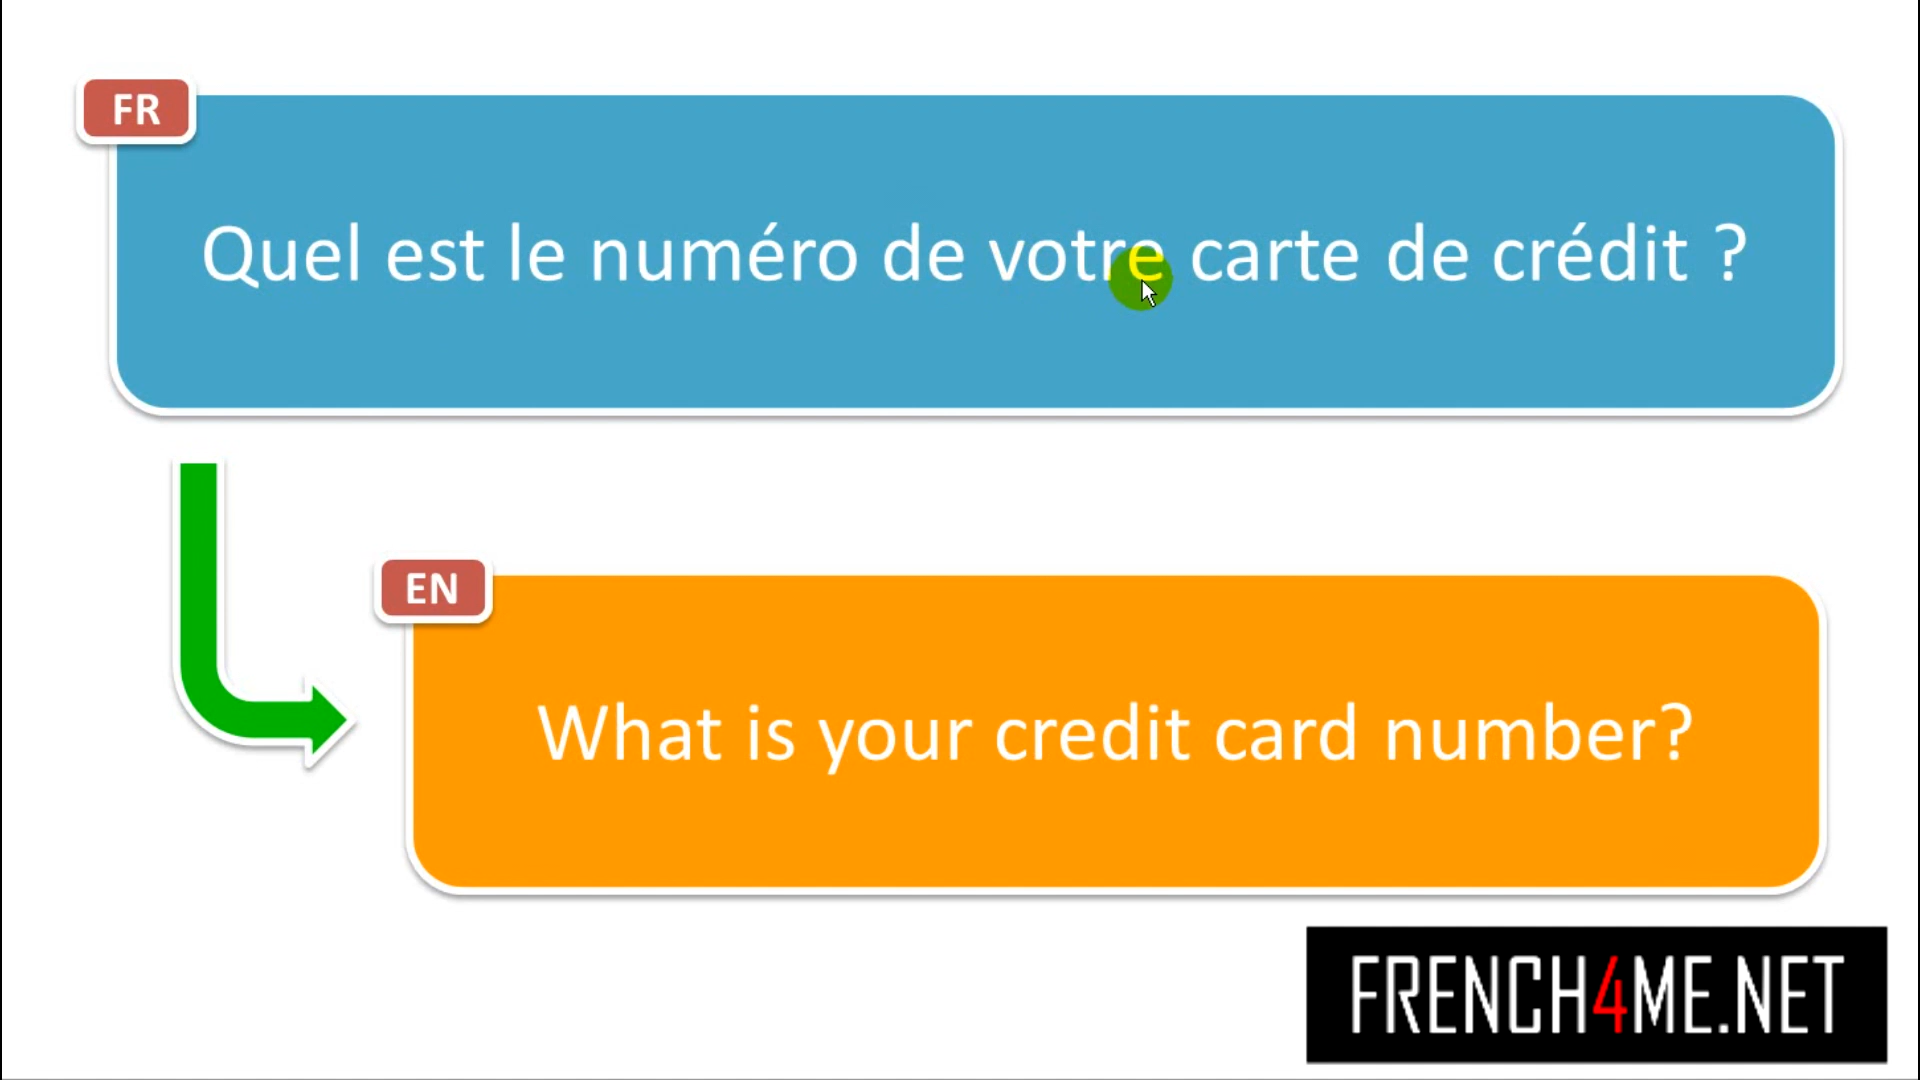 FR
Quel est le numéro de votre carte de crédit ?
EN
What is your credit card number?
FRENCH4ME.NET